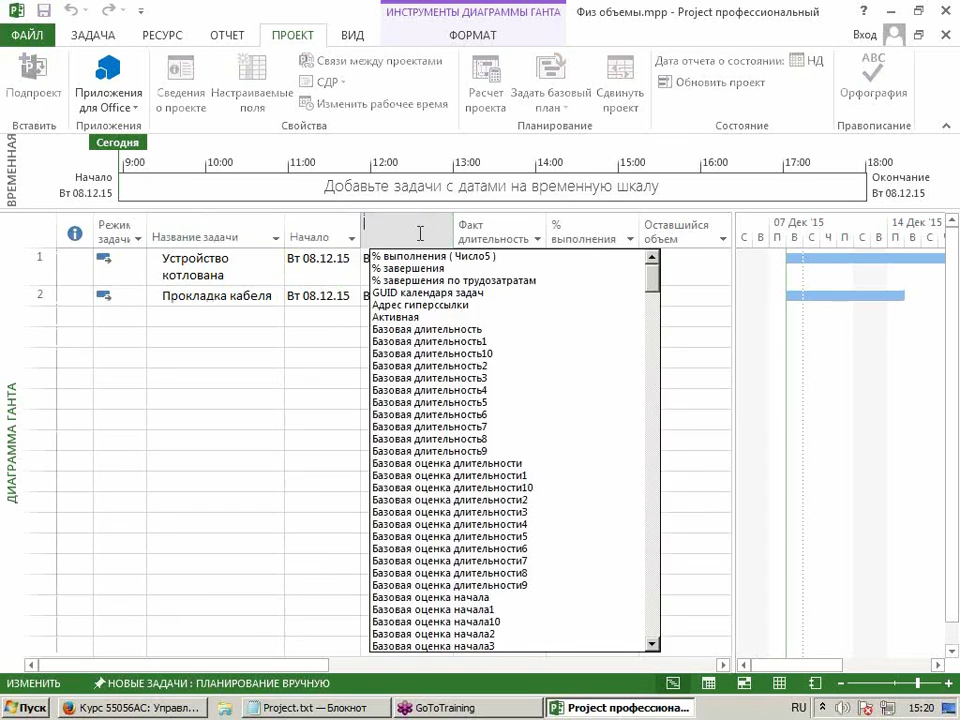 ИНСТРУМЕНТЫ ДИАГРАММЫ ГАНТА
Физ объемы.mpp - Project профессиональный
ФАЙЛ
ЗАДАЧА
РЕСУРС
ОТЧЕТ
ПРОЕКТ
ВИД
ФОРМАТ
Вход
Подпроект
Приложения для Office
Сведения о проекте
Настраиваемые поля
Связи между проектами
СДР
Изменить рабочее время
Расчет проекта
Задать базовый план
Сдвинуть проект
Дата отчета о состоянии:
НД
Обновить проект
ABC
Орфография
Вставить
Приложения
Свойства
Планирование
Состояние
Правописание
ВРЕМЕННАЯ
Сегодня
9:00
10:00
11:00
12:00
13:00
14:00
15:00
16:00
17:00
18:00
Начало
Вт 08.12.15
Добавьте задачи с датами на временную шкалу
Окончание
Вт 08.12.15
ДИАГРАММА ГАНТА
Режим задачи
Название задачи
Начало
Факт длительность
% выполнения
Оставшийся объем
07 Дек '15
14 Дек '15
С В П В С Ч П С В П В С
1
Устройство котлована
Вт 08.12.15
2
Прокладка кабеля
Вт 08.12.15
% выполнения ( Число5 )
% завершения
% завершения по трудозатратам
GUID календаря задач
Адрес гиперссылки
Активная
Базовая длительность
Базовая длительность1
Базовая длительность10
Базовая длительность2
Базовая длительность3
Базовая длительность4
Базовая длительность5
Базовая длительность6
Базовая длительность7
Базовая длительность8
Базовая длительность9
Базовая оценка длительности
Базовая оценка длительности1
Базовая оценка длительности10
Базовая оценка длительности2
Базовая оценка длительности3
Базовая оценка длительности4
Базовая оценка длительности5
Базовая оценка длительности6
Базовая оценка длительности7
Базовая оценка длительности8
Базовая оценка длительности9
Базовая оценка начала
Базовая оценка начала1
Базовая оценка начала10
Базовая оценка начала2
Базовая оценка начала3
ИЗМЕНИТЬ
НОВЫЕ ЗАДАЧИ : ПЛАНИРОВАНИЕ ВРУЧНУЮ
Пуск
Курс 55056AC: Управл...
Project.txt — Блокнот
GoToTraining
Project профессиона...
RU
15:20